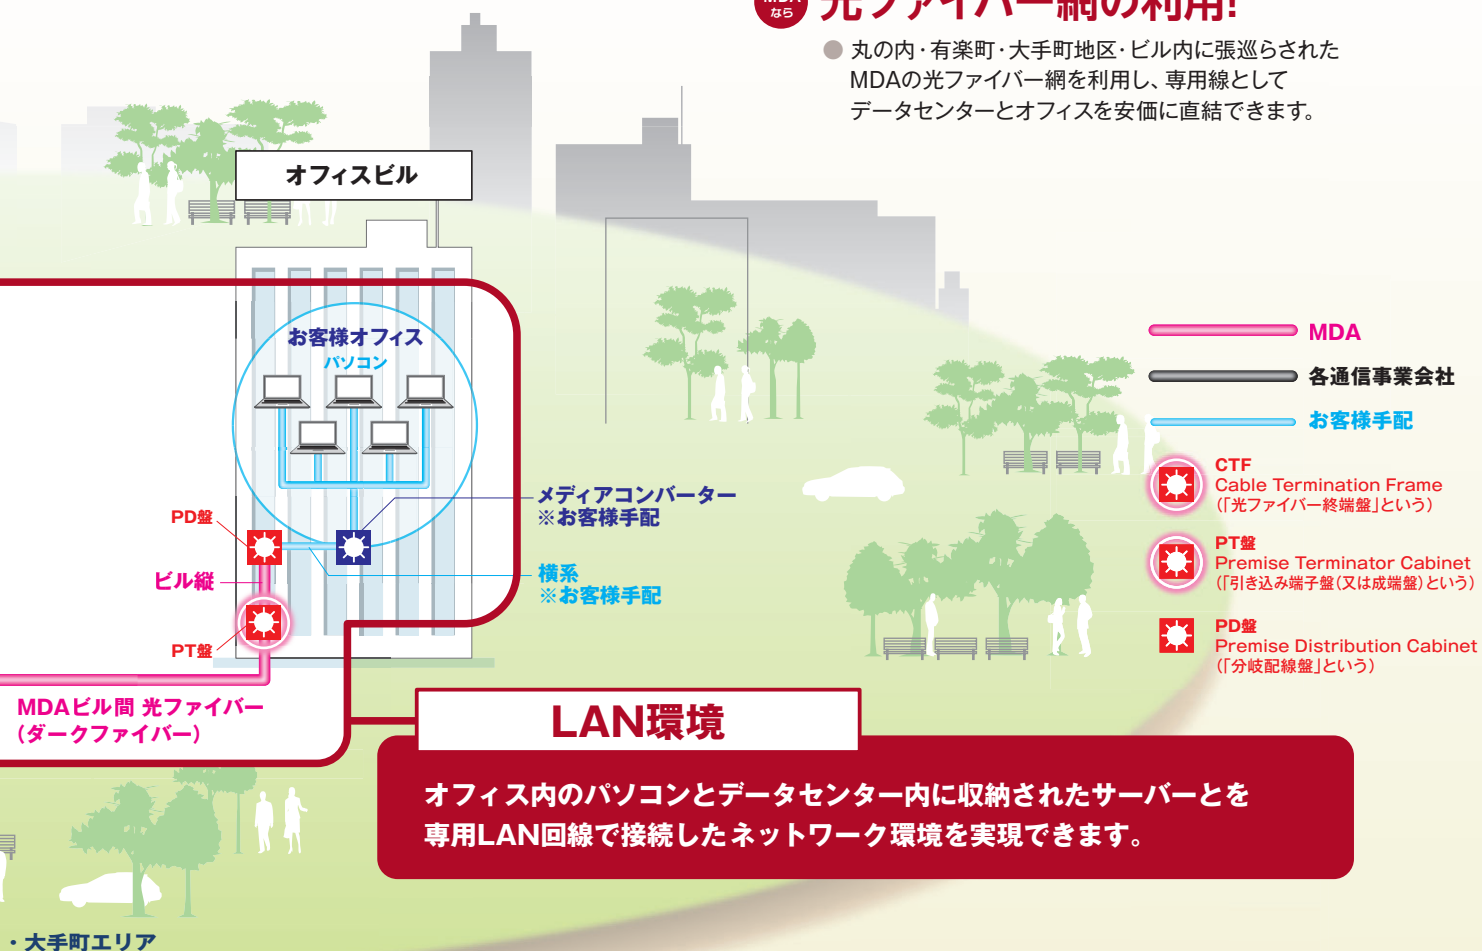 なら
光ファイバー網の利用!
● 丸の内・有楽町・大手町地区・ビル内に張巡らされた
MDAの光ファイバー網を利用し、専用線として
データセンターとオフィスを安価に直結できます。
オフィスビル
お客様オフィス
パソコン
メディアコンバーター
※お客様手配
PD盤
ビル縦
横系
※お客様手配
PT盤
MDAビル間 光ファイバー
(ダークファイバー)
MDA
各通信事業会社
お客様手配
CTF
Cable Termination Frame
(「光ファイバー終端盤」という)
PT盤
Premise Terminator Cabinet
(「引き込み端子盤(又は成端盤)という)
PD盤
Premise Distribution Cabinet
(「分岐配線盤」という)
LAN環境
オフィス内のパソコンとデータセンター内に収納されたサーバーとを
専用LAN回線で接続したネットワーク環境を実現できます。
・大手町エリア